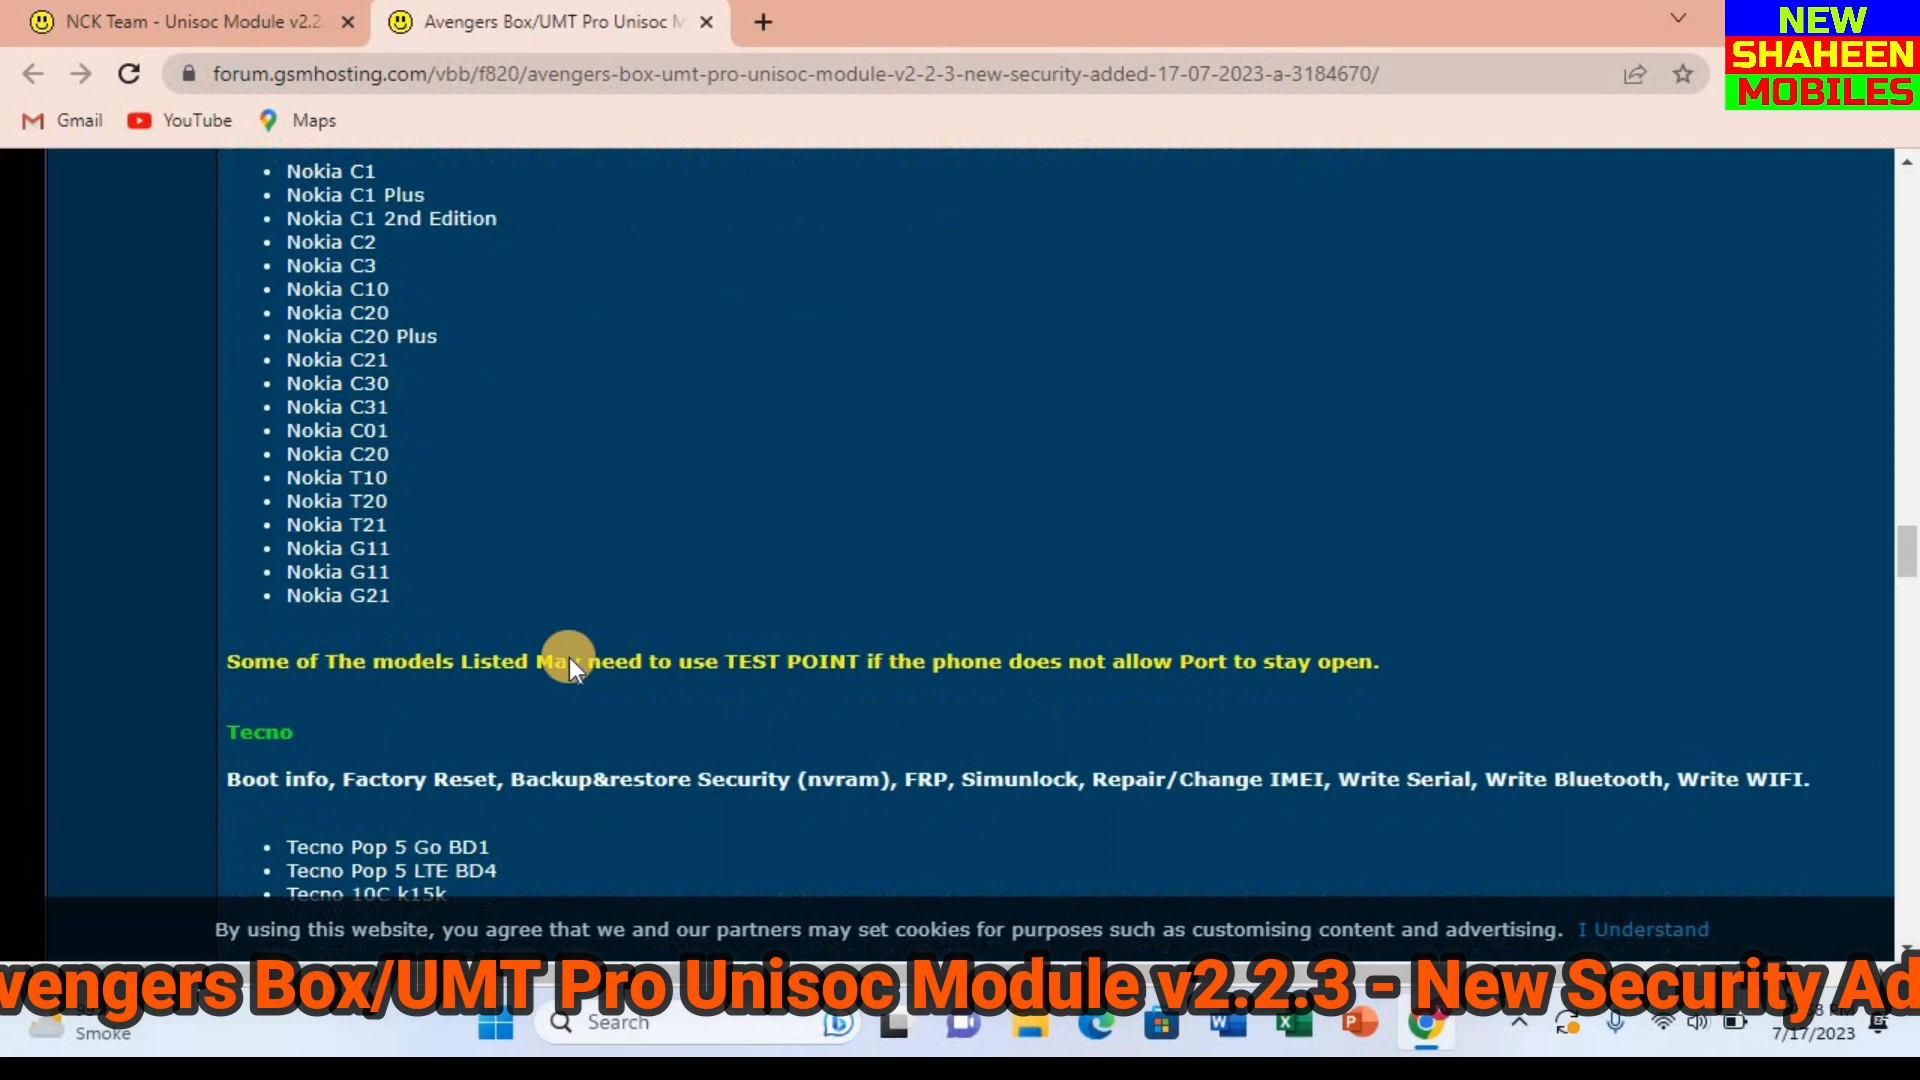 NCK Team - Unisoc Module v2.2
Avengers Box/UMT Pro Unisoc M
NEW
SHAHEEN
MOBILES
forum.gsmhosting.com/vbb/f820/avengers-box-umt-pro-unisoc-module-v2-2-3-new-security-added-17-07-2023-a-3184670/
Gmail
YouTube
Maps
• Nokia C1
• Nokia C1 Plus
• Nokia C1 2nd Edition
• Nokia C2
• Nokia C3
• Nokia C10
• Nokia C20
• Nokia C20 Plus
• Nokia C21
• Nokia C30
• Nokia C31
• Nokia C01
• Nokia C20
• Nokia T10
• Nokia T20
• Nokia T21
• Nokia G11
• Nokia G11
• Nokia G21
Some of The models Listed May need to use TEST POINT if the phone does not allow Port to stay open.
Tecno
Boot info, Factory Reset, Backup&restore Security (nvram), FRP, Simunlock, Repair/Change IMEI, Write Serial, Write Bluetooth, Write WIFI.
• Tecno Pop 5 Go BD1
• Tecno Pop 5 LTE BD4
• Tecno 10C k15k
By using this website, you agree that we and our partners may set cookies for purposes such as customising content and advertising. I Understand
vengers Box/UMT Pro Unisoc Module v2.2.3 - New Security Ad
Smoke
Search
7/17/2023